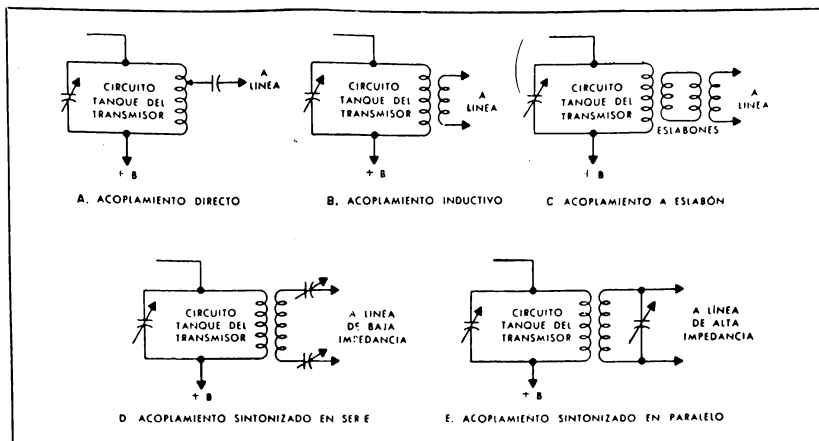 CIRCUITO
TANQUE DEL
TRANSMISOR
A
LINEA
+ B
A. ACOPLAMIENTO DIRECTO
CIRCUITO
TANQUE DEL
TRANSMISOR
A
LINEA
+ B
B. ACOPLAMIENTO INDUCTIVO
CIRCUITO
TANQUE DEL
TRANSMISOR
ESLABONES
A
LINEA
+ B
C ACOPLAMIENTO A ESLABÓN
CIRCUITO
TANQUE DEL
TRANSMISOR
A LINEA
DE BAJA
IMPEDANCIA
+ B
D ACOPLAMIENTO SINTONIZADO EN SER E
CIRCUITO
TANQUE DEL
TRANSMISOR
A LÍNEA
DE ALTA
IMPEDANCIA
+ B
E. ACOPLAMIENTO SINTONIZADO EN PARALELO